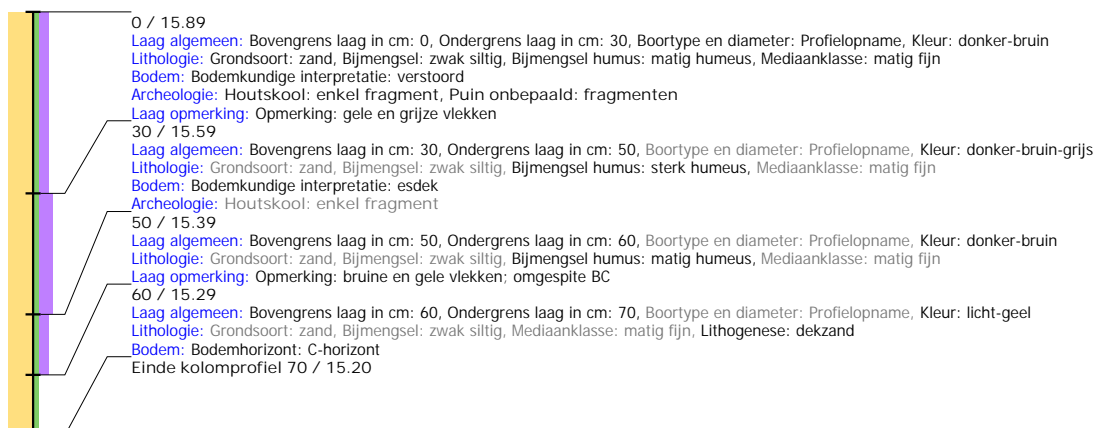 0 / 15.89
Laag algemeen: Bovengrens laag in cm: 0, Ondergrens laag in cm: 30, Boortype en diameter: Profielopname, Kleur: donker-bruin
Lithologie: Grondsoort: zand, Bijmengsel: zwak siltig, Bijmengsel humus: matig humeus, Mediaanklasse: matig fijn
Bodem: Bodemkundige interpretatie: verstoord
Archeologie: Houtskool: enkel fragment, Puin onbepaald: fragmenten
Laag opmerking: Opmerking: gele en grijze vlekken
30 / 15.59
Laag algemeen: Bovengrens laag in cm: 30, Ondergrens laag in cm: 50, Boortype en diameter: Profielopname, Kleur: donker-bruin-grijs
Lithologie: Grondsoort: zand, Bijmengsel: zwak siltig, Bijmengsel humus: sterk humeus, Mediaanklasse: matig fijn
Bodem: Bodemkundige interpretatie: esdek
Archeologie: Houtskool: enkel fragment
50 / 15.39
Laag algemeen: Bovengrens laag in cm: 50, Ondergrens laag in cm: 60, Boortype en diameter: Profielopname, Kleur: donker-bruin
Lithologie: Grondsoort: zand, Bijmengsel: zwak siltig, Bijmengsel humus: matig humeus, Mediaanklasse: matig fijn
Laag opmerking: Opmerking: bruine en gele vlekken; omgespite BC
60 / 15.29
Laag algemeen: Bovengrens laag in cm: 60, Ondergrens laag in cm: 70, Boortype en diameter: Profielopname, Kleur: licht-geel
Lithologie: Grondsoort: zand, Bijmengsel: zwak siltig, Mediaanklasse: matig fijn, Lithogenese: dekzand
Bodem: Bodemhorizont: C-horizont
Einde kolomprofiel 70 / 15.20